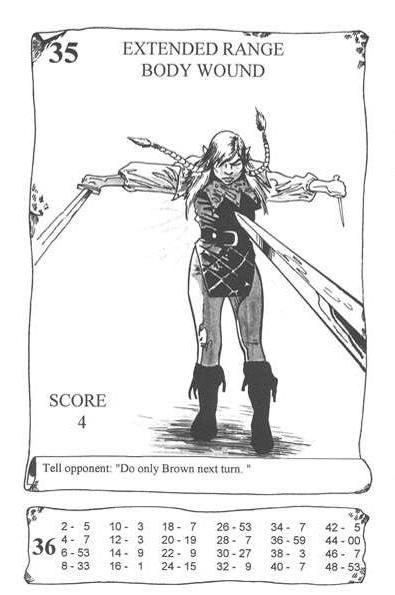 35
EXTENDED RANGE
BODY WOUND
SCORE
4
Tell opponent: "Do only Brown next turn. "
36
2 - 5 10 - 3 18 - 7 26 - 53 34 - 7 42 - 5
4 - 7 12 - 3 20 - 19 28 - 7 36 - 59 44 - 00
6 - 53 14 - 9 22 - 9 30 - 27 38 - 3 46 - 7
8 - 33 16 - 1 24 - 15 32 - 9 40 - 7 48 - 53